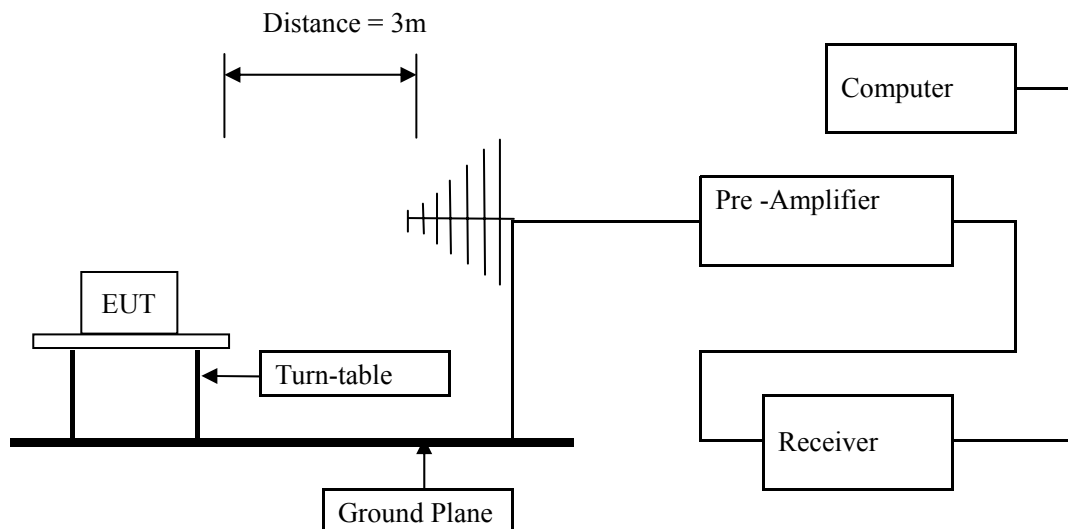 Distance = 3m
Computer
Pre -Amplifier
EUT
Turn-table
Receiver
Ground Plane